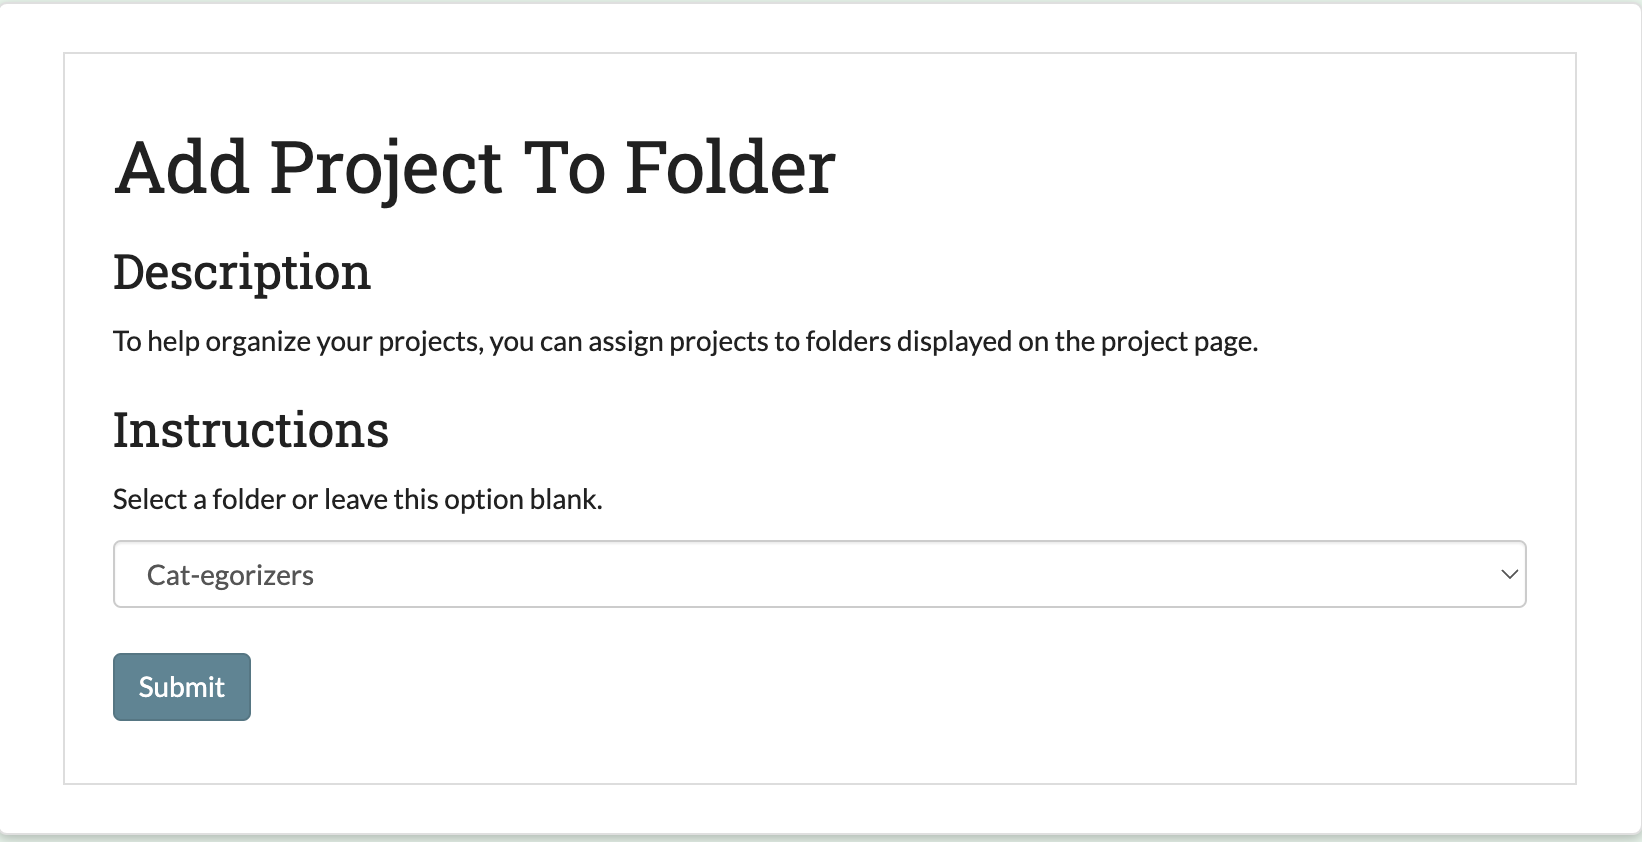 Add Project To Folder
Description
To help organize your projects, you can assign projects to folders displayed on the project page.
Instructions
Select a folder or leave this option blank.
Cat-egorizers
Submit